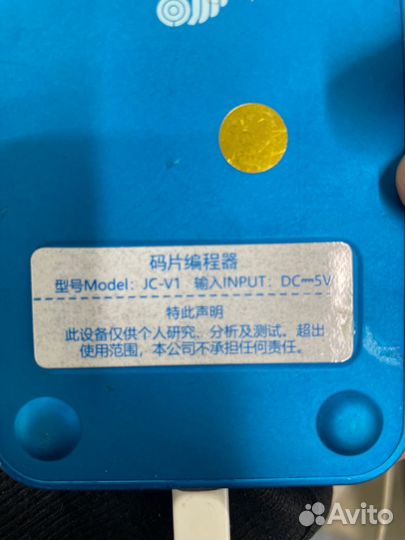 码片编程器
型号Model: JC-V1 输入INPUT: DC⎓5V
特此声明
此设备仅供个人研究、分析及测试。超出
使用范围，本公司不承担任何责任。
Avito